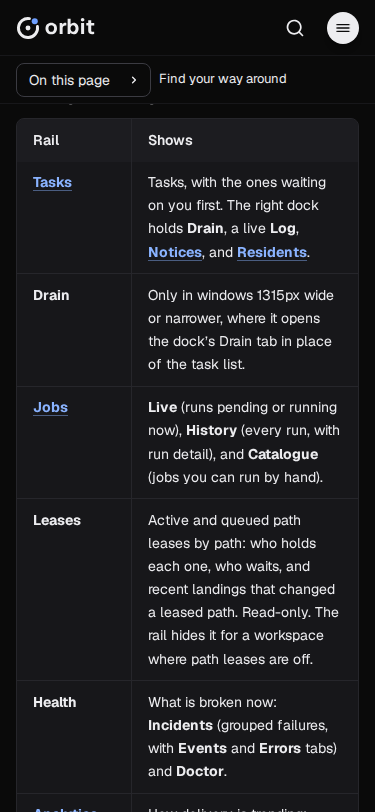 orbit
On this page
Find your way around
Rail
Shows
Tasks
Tasks, with the ones waiting
on you first. The right dock
holds Drain, a live Log,
Notices, and Residents.
Drain
Only in windows 1315px wide
or narrower, where it opens
the dock's Drain tab in place
of the task list.
Jobs
Live (runs pending or running
now), History (every run, with
run detail), and Catalogue
(jobs you can run by hand).
Leases
Active and queued path
leases by path: who holds
each one, who waits, and
recent landings that changed
a leased path. Read-only. The
rail hides it for a workspace
where path leases are off.
Health
What is broken now:
Incidents (grouped failures,
with Events and Errors tabs)
and Doctor.